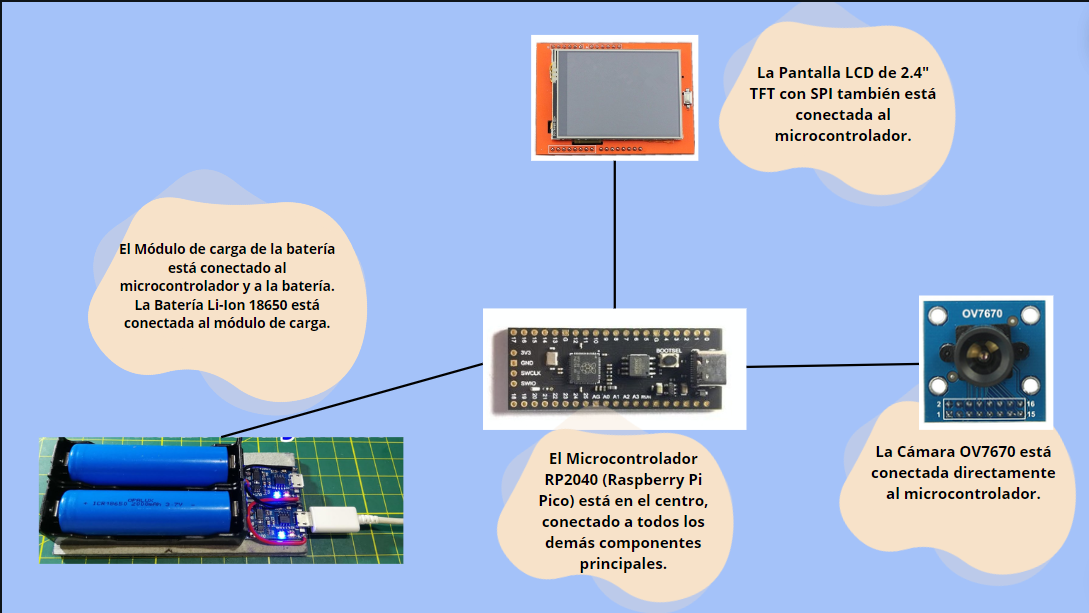 La Pantalla LCD de 2.4"
TFT con SPI también está
conectada al
microcontrolador.
El Módulo de carga de la batería
está conectado al
microcontrolador y a la batería.
La Batería Li-Ion 18650 está
conectada al módulo de carga.
OV7670
2 16
1 15
BOOTSEL
3V3
GND
SWCLK
SWIO
La Cámara OV7670 está
conectada directamente
al microcontrolador.
El Microcontrolador
RP2040 (Raspberry Pi
Pico) está en el centro,
conectado a todos los
demás componentes
principales.